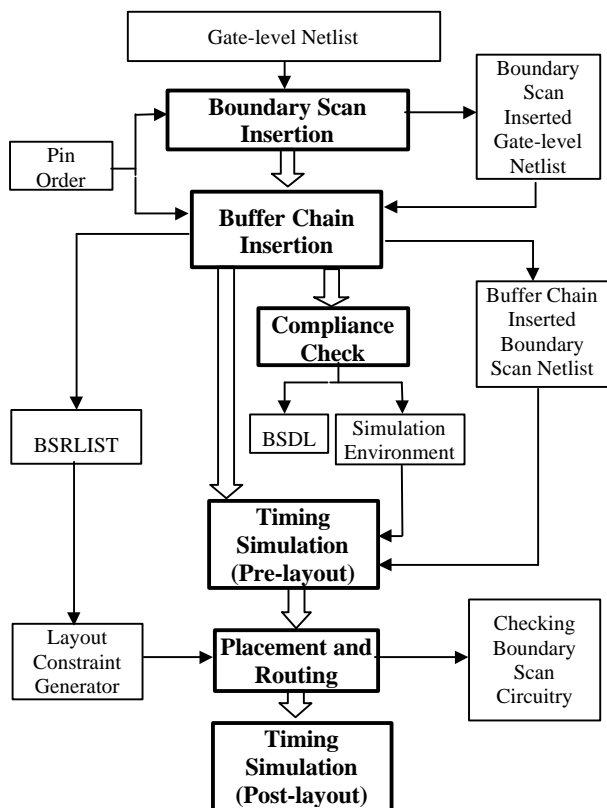 Gate-level Netlist
Boundary Scan
Insertion
Boundary
Scan
Inserted
Gate-level
Netlist
Pin
Order
Buffer Chain
Insertion
Compliance
Check
Buffer Chain
Inserted
Boundary
Scan Netlist
BSRLIST
BSDL
Simulation
Environment
Timing
Simulation
(Pre-layout)
Layout
Constraint
Generator
Placement and
Routing
Checking
Boundary
Scan
Circuitry
Timing
Simulation
(Post-layout)